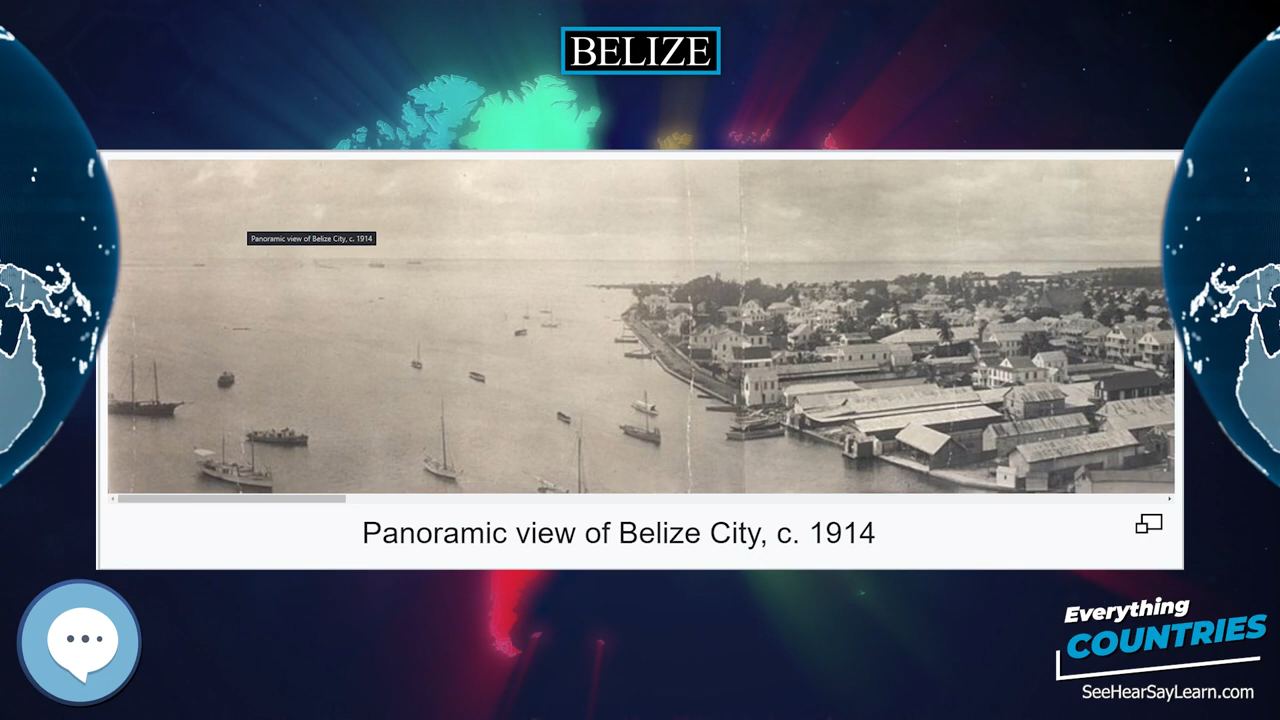 BELIZE
Panoramic view of Belize City, c. 1914
Panoramic view of Belize City, c. 1914
Everything
COUNTRIES
SeeHearSayLearn.com